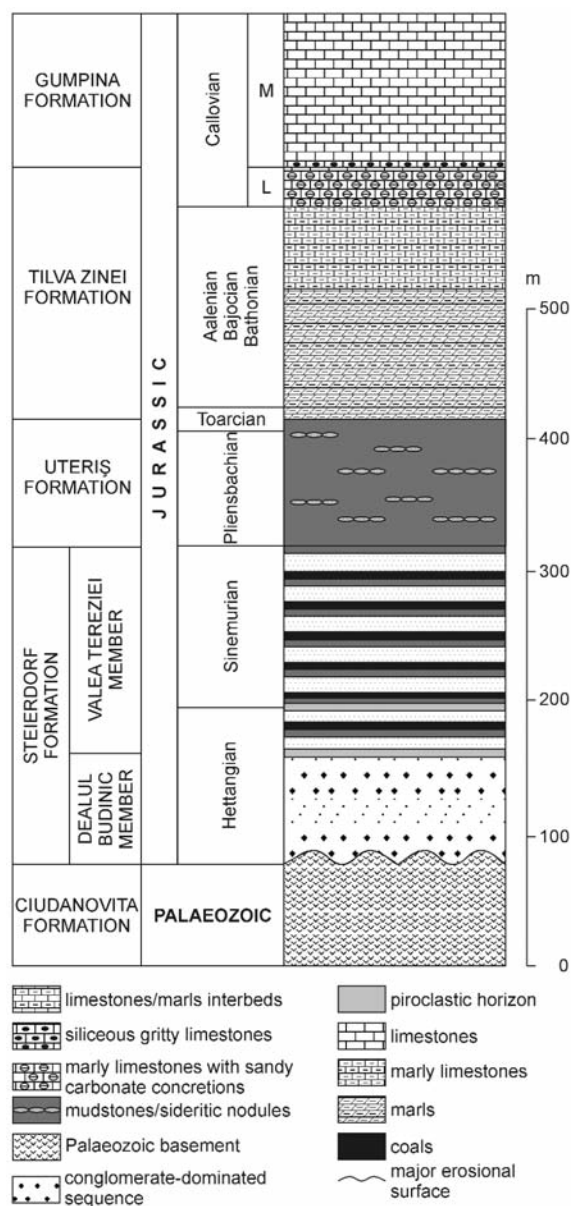 GUMPINA
FORMATION
TILVA ZINEI
FORMATION
UTERIŞ
FORMATION
STEIERDORF
FORMATION
VALEA TEREZIEI
MEMBER
DEALUL
BUDINIC
MEMBER
CIUDANOVITA
FORMATION
JURASSIC
PALAEOZOIC
Callovian
M
L
Aalenian
Bajocian
Bathonian
Toarcian
Pliensbachian
Sinemurian
Hettangian
m
500
400
300
200
100
0
limestones/marls interbeds
siliceous gritty limestones
marly limestones with sandy
carbonate concretions
mudstones/sideritic nodules
Palaeozoic basement
conglomerate-dominated
sequence
piroclastic horizon
limestones
marly limestones
marls
coals
major erosional
surface